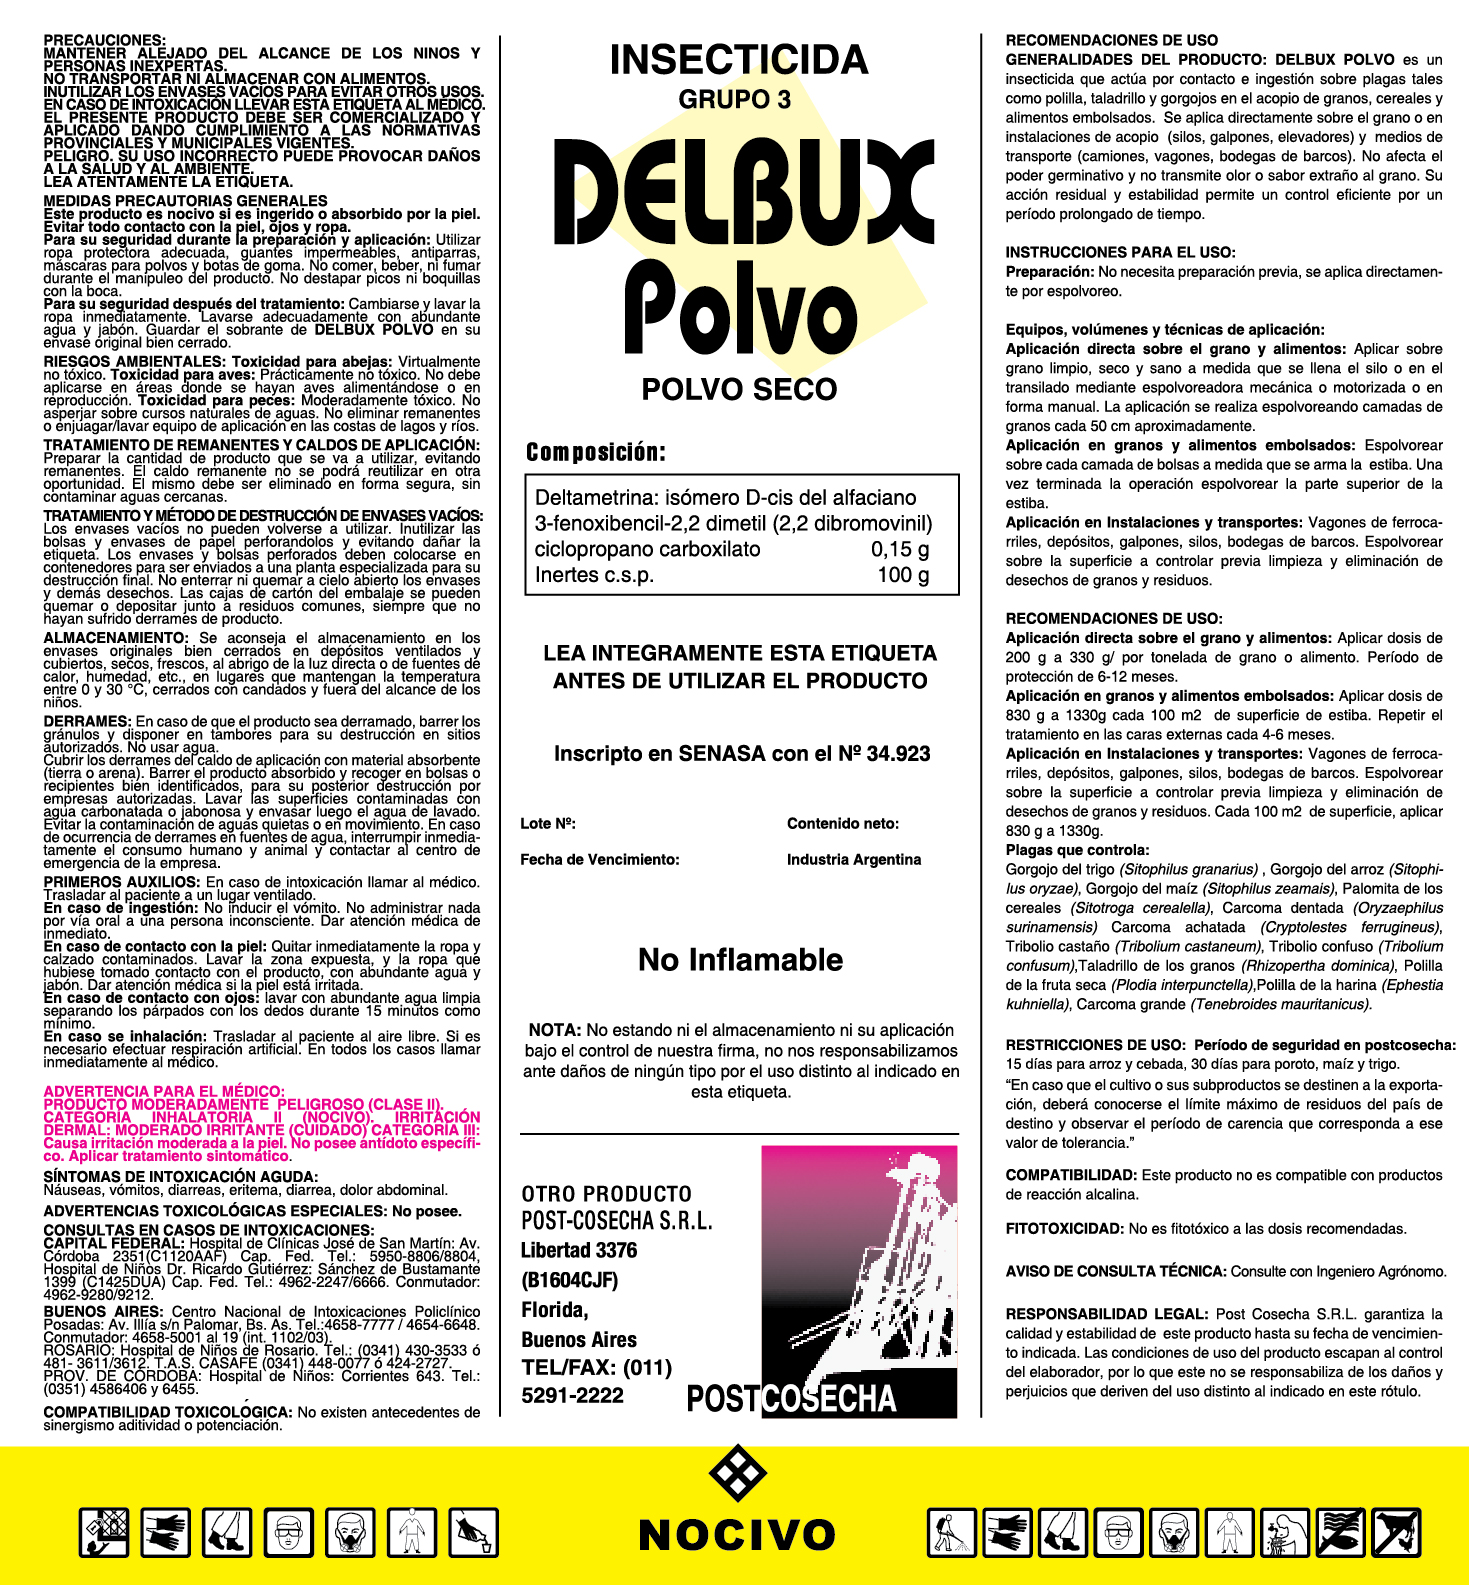 PRECAUCIONES:
MANTENER ALEJADO DEL ALCANCE DE LOS NINOS Y
PERSONAS INEXPERTAS.
NO TRANSPORTAR NI ALMACENAR CON ALIMENTOS.
INUTILIZAR LOS ENVASES VACÍOS PARA EVITAR OTROS USOS.
EN CASO DE INTOXICACIÓN LLEVAR ESTA ETIQUETA AL MÉDICO.
EL PRESENTE PRODUCTO DEBE SER COMERCIALIZADO Y
APLICADO DANDO CUMPLIMIENTO A LAS NORMATIVAS
PROVINCIALES Y MUNICIPALES VIGENTES.
PELIGRO. SU USO INCORRECTO PUEDE PROVOCAR DAÑOS
A LA SALUD Y AL AMBIENTE.
LEA ATENTAMENTE LA ETIQUETA.
MEDIDAS PRECAUTORIAS GENERALES
Este producto es nocivo si es ingerido o absorbido por la piel.
Evitar todo contacto con la piel, ojos y ropa.
Para su seguridad durante la preparación y aplicación: Utilizar
ropa protectora adecuada, guantes impermeables, antiparras,
máscaras para polvos y botas de goma. No comer, beber, ni fumar
durante el manipuleo del producto. No destapar picos ni boquillas
con la boca.
Para su seguridad después del tratamiento: Cambiarse y lavar la
ropa inmediatamente. Lavarse adecuadamente con abundante
agua y jabón. Guardar el sobrante de DELBUX POLVO en su
envase original bien cerrado.
RIESGOS AMBIENTALES: Toxicidad para abejas: Virtualmente
no tóxico. Toxicidad para aves: Prácticamente no tóxico. No debe
aplicarse en áreas donde se hayan aves alimentándose o en
reproducción. Toxicidad para peces: Moderadamente tóxico. No
asperjar sobre cursos naturales de aguas. No eliminar remanentes
o enjuagar/lavar equipo de aplicación en las costas de lagos y ríos.
TRATAMIENTO DE REMANENTES Y CALDOS DE APLICACIÓN:
Preparar la cantidad de producto que se va a utilizar, evitando
remanentes. El caldo remanente no se podrá reutilizar en otra
oportunidad. El mismo debe ser eliminado en forma segura, sin
contaminar aguas cercanas.
TRATAMIENTO Y MÉTODO DE DESTRUCCIÓN DE ENVASES VACÍOS:
Los envases vacíos no pueden volverse a utilizar. Inutilizar las
bolsas y envases de papel perforandolos y evitando dañar la
etiqueta. Los envases y bolsas perforados deben colocarse en
contenedores para ser enviados a una planta especializada para su
destrucción final. No enterrar ni quemar a cielo abierto los envases
y demás desechos. Las cajas de cartón del embalaje se pueden
quemar o depositar junto a residuos comunes, siempre que no
hayan sufrido derrames de producto.
ALMACENAMIENTO: Se aconseja el almacenamiento en los
envases originales bien cerrados en depósitos ventilados y
cubiertos, secos, frescos, al abrigo de la luz directa o de fuentes de
calor, humedad, etc., en lugares que mantengan la temperatura
entre 0 y 30 °C, cerrados con candados y fuera del alcance de los
niños.
DERRAMES: En caso de que el producto sea derramado, barrer los
gránulos y disponer en tambores para su destrucción en sitios
autorizados. No usar agua.
Cubrir los derrames del caldo de aplicación con material absorbente
(tierra o arena). Barrer el producto absorbido y recoger en bolsas o
recipientes bien identificados, para su posterior destrucción por
empresas autorizadas. Lavar las superficies contaminadas con
agua carbonatada o jabonosa y envasar luego el agua de lavado.
Evitar la contaminación de aguas quietas o en movimiento. En caso
de ocurrencia de derrames en fuentes de agua, interrumpir inmedia-
tamente el consumo humano y animal y contactar al centro de
emergencia de la empresa.
PRIMEROS AUXILIOS: En caso de intoxicación llamar al médico.
Trasladar al paciente a un lugar ventilado.
En caso de ingestión: No inducir el vómito. No administrar nada
por vía oral a una persona inconsciente. Dar atención médica de
inmediato.
En caso de contacto con la piel: Quitar inmediatamente la ropa y
calzado contaminados. Lavar la zona expuesta, y la ropa que
hubiese tomado contacto con el producto, con abundante agua y
jabón. Dar atención médica si la piel está irritada.
En caso de contacto con ojos: lavar con abundante agua limpia
separando los párpados con los dedos durante 15 minutos como
mínimo.
En caso se inhalación: Trasladar al paciente al aire libre. Si es
necesario efectuar respiración artificial. En todos los casos llamar
inmediatamente al médico.
ADVERTENCIA PARA EL MÉDICO:
PRODUCTO MODERADAMENTE PELIGROSO (CLASE II).
CATEGORIA INHALATORIA II (NOCIVO). IRRITACIÓN
DERMAL: MODERADO IRRITANTE (CUIDADO) CATEGORIA III:
Causa irritación moderada a la piel. No posee antídoto específi-
co. Aplicar tratamiento sintomático.
SÍNTOMAS DE INTOXICACIÓN AGUDA:
Náuseas, vómitos, diarreas, eritema, diarrea, dolor abdominal.
ADVERTENCIAS TOXICOLÓGICAS ESPECIALES: No posee.
CONSULTAS EN CASOS DE INTOXICACIONES:
CAPITAL FEDERAL: Hospital de Clínicas José de San Martín: Av.
Córdoba 2351(C1120AAF) Cap. Fed. Tel.: 5950-8806/8804,
Hospital de Niños Dr. Ricardo Gutiérrez: Sánchez de Bustamante
1399 (C1425DUA) Cap. Fed. Tel.: 4962-2247/6666. Conmutador:
4962-9280/9212.
BUENOS AIRES: Centro Nacional de Intoxicaciones Policlínico
Posadas: Av. Illía s/n Palomar, Bs. As. Tel.:4658-7777 / 4654-6648.
Conmutador: 4658-5001 al 19 (int. 1102/03).
ROSARIO: Hospital de Niños de Rosario. Tel.: (0341) 430-3533 ó
481- 3611/3612. T.A.S. CASAFE (0341) 448-0077 ó 424-2727.
PROV. DE CORDOBA: Hospital de Niños: Corrientes 643. Tel.:
(0351) 4586406 y 6455.
COMPATIBILIDAD TOXICOLÓGICA: No existen antecedentes de
sinergismo aditividad o potenciación.
INSECTICIDA
GRUPO 3
DELBUX
Polvo
POLVO SECO
Composición:
Deltametrina: isómero D-cis del alfaciano
3-fenoxibencil-2,2 dimetil (2,2 dibromovinil)
ciclopropano carboxilato 0,15 g
Inertes c.s.p. 100 g
LEA INTEGRAMENTE ESTA ETIQUETA
ANTES DE UTILIZAR EL PRODUCTO
Inscripto en SENASA con el Nº 34.923
Lote Nº: Contenido neto:
Fecha de Vencimiento: Industria Argentina
No Inflamable
NOTA: No estando ni el almacenamiento ni su aplicación
bajo el control de nuestra firma, no nos responsabilizamos
ante daños de ningún tipo por el uso distinto al indicado en
esta etiqueta.
OTRO PRODUCTO
POST-COSECHA S.R.L.
Libertad 3376
(B1604CJF)
Florida,
Buenos Aires
TEL/FAX: (011)
5291-2222
POSTCOSECHA
RECOMENDACIONES DE USO
GENERALIDADES DEL PRODUCTO: DELBUX POLVO es un
insecticida que actúa por contacto e ingestión sobre plagas tales
como polilla, taladrillo y gorgojos en el acopio de granos, cereales y
alimentos embolsados. Se aplica directamente sobre el grano o en
instalaciones de acopio (silos, galpones, elevadores) y medios de
transporte (camiones, vagones, bodegas de barcos). No afecta el
poder germinativo y no transmite olor o sabor extraño al grano. Su
acción residual y estabilidad permite un control eficiente por un
período prolongado de tiempo.
INSTRUCCIONES PARA EL USO:
Preparación: No necesita preparación previa, se aplica directamen-
te por espolvoreo.
Equipos, volúmenes y técnicas de aplicación:
Aplicación directa sobre el grano y alimentos: Aplicar sobre
grano limpio, seco y sano a medida que se llena el silo o en el
transilado mediante espolvoreadora mecánica o motorizada o en
forma manual. La aplicación se realiza espolvoreando camadas de
granos cada 50 cm aproximadamente.
Aplicación en granos y alimentos embolsados: Espolvorear
sobre cada camada de bolsas a medida que se arma la estiba. Una
vez terminada la operación espolvorear la parte superior de la
estiba.
Aplicación en Instalaciones y transportes: Vagones de ferroca-
rriles, depósitos, galpones, silos, bodegas de barcos. Espolvorear
sobre la superficie a controlar previa limpieza y eliminación de
desechos de granos y residuos.
RECOMENDACIONES DE USO:
Aplicación directa sobre el grano y alimentos: Aplicar dosis de
200 g a 330 g/ por tonelada de grano o alimento. Período de
protección de 6-12 meses.
Aplicación en granos y alimentos embolsados: Aplicar dosis de
830 g a 1330g cada 100 m2 de superficie de estiba. Repetir el
tratamiento en las caras externas cada 4-6 meses.
Aplicación en Instalaciones y transportes: Vagones de ferroca-
rriles, depósitos, galpones, silos, bodegas de barcos. Espolvorear
sobre la superficie a controlar previa limpieza y eliminación de
desechos de granos y residuos. Cada 100 m2 de superficie, aplicar
830 g a 1330g.
Plagas que controla:
Gorgojo del trigo (Sitophilus granarius) , Gorgojo del arroz (Sitophi-
lus oryzae), Gorgojo del maíz (Sitophilus zeamais), Palomita de los
cereales (Sitotroga cerealella), Carcoma dentada (Oryzaephilus
surinamensis) Carcoma achatada (Cryptolestes ferrugineus),
Tribolio castaño (Tribolium castaneum), Tribolio confuso (Tribolium
confusum),Taladrillo de los granos (Rhizopertha dominica), Polilla
de la fruta seca (Plodia interpunctella),Polilla de la harina (Ephestia
kuhniella), Carcoma grande (Tenebroides mauritanicus).
RESTRICCIONES DE USO: Período de seguridad en postcosecha:
15 días para arroz y cebada, 30 días para poroto, maíz y trigo.
“En caso que el cultivo o sus subproductos se destinen a la exporta-
ción, deberá conocerse el límite máximo de residuos del país de
destino y observar el período de carencia que corresponda a ese
valor de tolerancia.”
COMPATIBILIDAD: Este producto no es compatible con productos
de reacción alcalina.
FITOTOXICIDAD: No es fitotóxico a las dosis recomendadas.
AVISO DE CONSULTA TÉCNICA: Consulte con Ingeniero Agrónomo.
RESPONSABILIDAD LEGAL: Post Cosecha S.R.L. garantiza la
calidad y estabilidad de este producto hasta su fecha de vencimien-
to indicada. Las condiciones de uso del producto escapan al control
del elaborador, por lo que este no se responsabiliza de los daños y
perjuicios que deriven del uso distinto al indicado en este rótulo.
NOCIVO